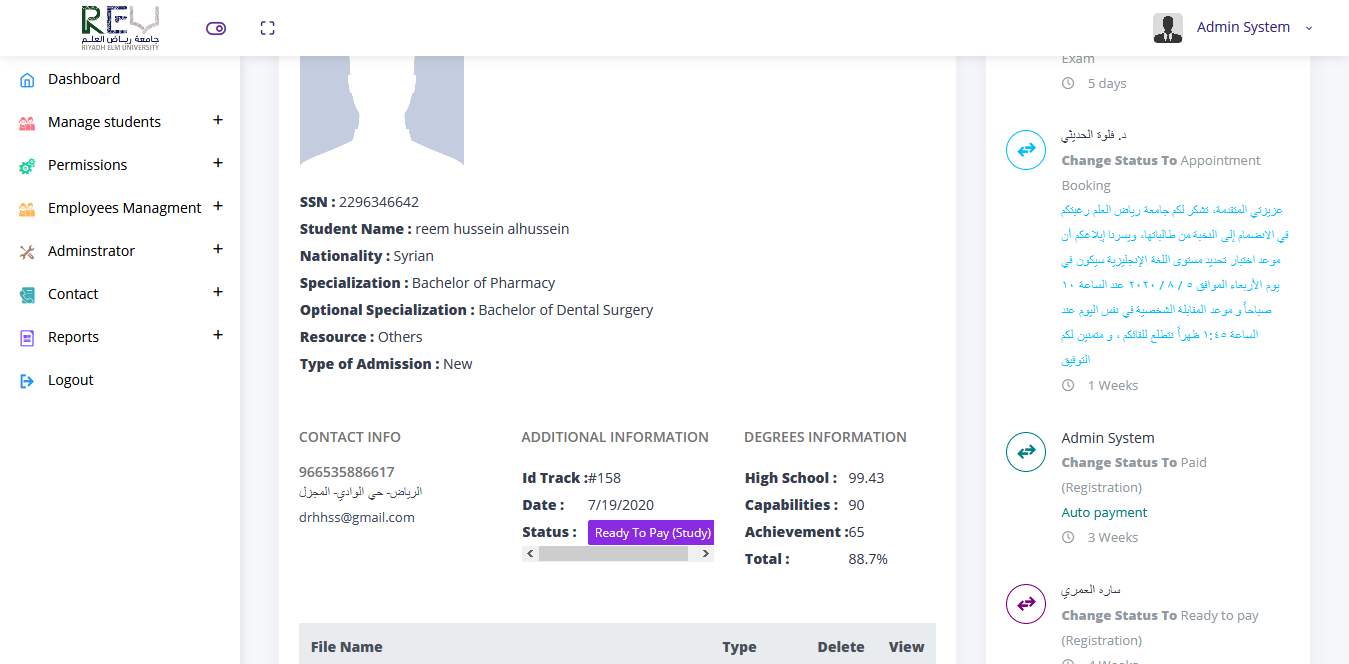 REU
جامعة رياض العلم
RIYADH ELM UNIVERSITY
Admin System
Dashboard
Manage students +
Permissions +
Employees Managment +
Adminstrator +
Contact +
Reports +
Logout
SSN : 2296346642
Student Name : reem hussein alhussein
Nationality : Syrian
Specialization : Bachelor of Pharmacy
Optional Specialization : Bachelor of Dental Surgery
Resource : Others
Type of Admission : New
CONTACT INFO
966535886617
الرياض- حي الوادي- المجزل
drhhss@gmail.com
ADDITIONAL INFORMATION
Id Track :#158
Date : 7/19/2020
Status : Ready To Pay (Study)
DEGREES INFORMATION
High School : 99.43
Capabilities : 90
Achievement :65
Total : 88.7%
File Name Type Delete View
Exam
5 days
د. فلوة الحديثي
Change Status To Appointment
Booking
عزيزتي المتقدمة، تشكر لكم جامعة رياض العلم رغبتكم
في الانضمام إلى النخبة من طالباتها، ويسرنا إبلاغكم أن
موعد اختبار تحديد مستوى اللغة الإنجليزية سيكون في
يوم الأربعاء الموافق ٥ / ٨ / ٢٠٢٠ عند الساعة ١٠
صباحاً و موعد المقابلة الشخصية في نفس اليوم عند
الساعة ١:٤٥ ظهراً نتطلع للقائكم ، و متمنين لكم
التوفيق
1 Weeks
Admin System
Change Status To Paid
(Registration)
Auto payment
3 Weeks
ساره العمري
Change Status To Ready to pay
(Registration)
4 Weeks